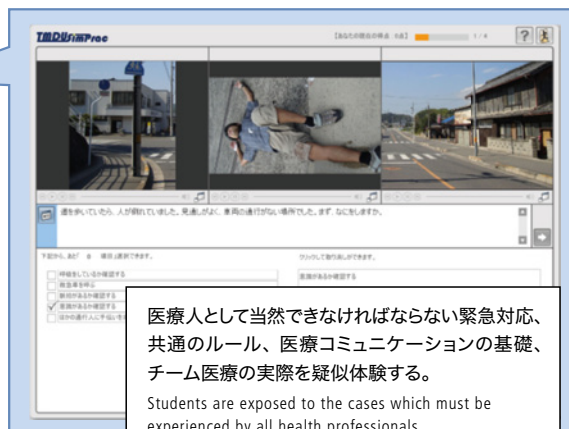 TMDUSimPrac
【あなたの現在の得点 0点】 1 / 4
道を歩いていたら、人が倒れていました。見通しがよく、車両の通行がない場所でした。まず、なにをしますか。
下記から、あと「 0 項目」選択できます。
クリックして取り消しができます。
呼吸をしているか確認する
意識があるか確認する
救急車を呼ぶ
脈拍があるか確認する
意識があるか確認する
医療人として当然できなければならない緊急対応、
共通のルール、医療コミュニケーションの基礎、
チーム医療の実際を疑似体験する。
Students are exposed to the cases which must be
experienced by all health professionals